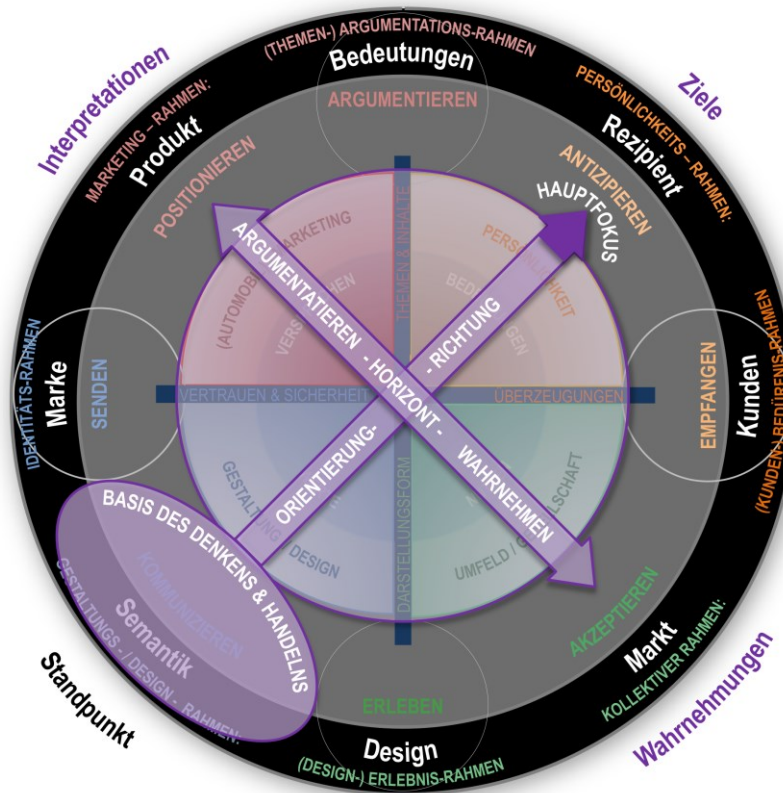 (THEMEN-) ARGUMENTATIONS-RAHMEN
Bedeutungen
ARGUMENTIEREN
Interpretationen
MARKETING – RAHMEN:
Produkt
POSITIONIEREN
Ziele
PERSÖNLICHKEITS – RAHMEN:
Rezipient
ANTIZIPIEREN
HAUPTFOKUS
(AUTOMOBIL-) MARKETING
THEMEN & INHALTE
PERSÖNLICHKEIT
ARGUMENTATIEREN - HORIZONT - WAHRNEHMEN
ORIENTIERUNG- - RICHTUNG
IDENTITÄTS-RAHMEN
Marke
SENDEN
VERTRAUEN & SICHERHEIT
ÜBERZEUGUNGEN
EMPFANGEN
Kunden
(KUNDEN-) BEDÜRFNIS-RAHMEN
GESTALTUNG / DESIGN
DARSTELLUNGSFORM
UMFELD / GESELLSCHAFT
BASIS DES DENKENS & HANDELNS
KOMMUNIZIEREN
Semantik
GESTALTUNGS - / DESIGN - RAHMEN:
Standpunkt
AKZEPTIEREN
Markt
KOLLEKTIVER RAHMEN:
Wahrnehmungen
ERLEBEN
Design
(DESIGN-) ERLEBNIS-RAHMEN